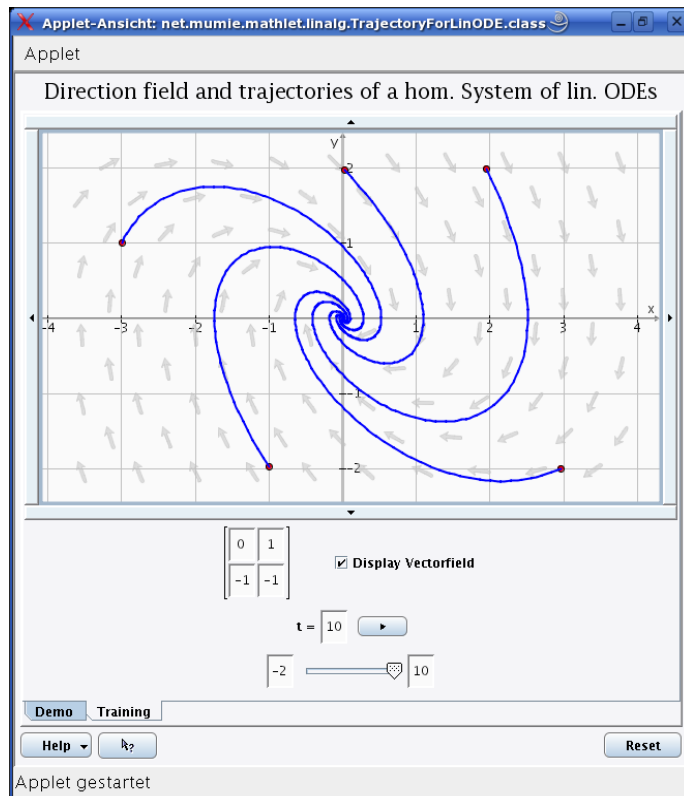 Applet-Ansicht: net.mumie.mathlet.linalg.TrajectoryForLinODE.class
Applet
Direction field and trajectories of a hom. System of lin. ODEs
y
2
1
x
-4 -3 -2 -1 1 2 3 4
-1
-2
0 1
-1 -1
Display Vectorfield
t = 10
-2 10
Demo Training
Help ? Reset
Applet gestartet